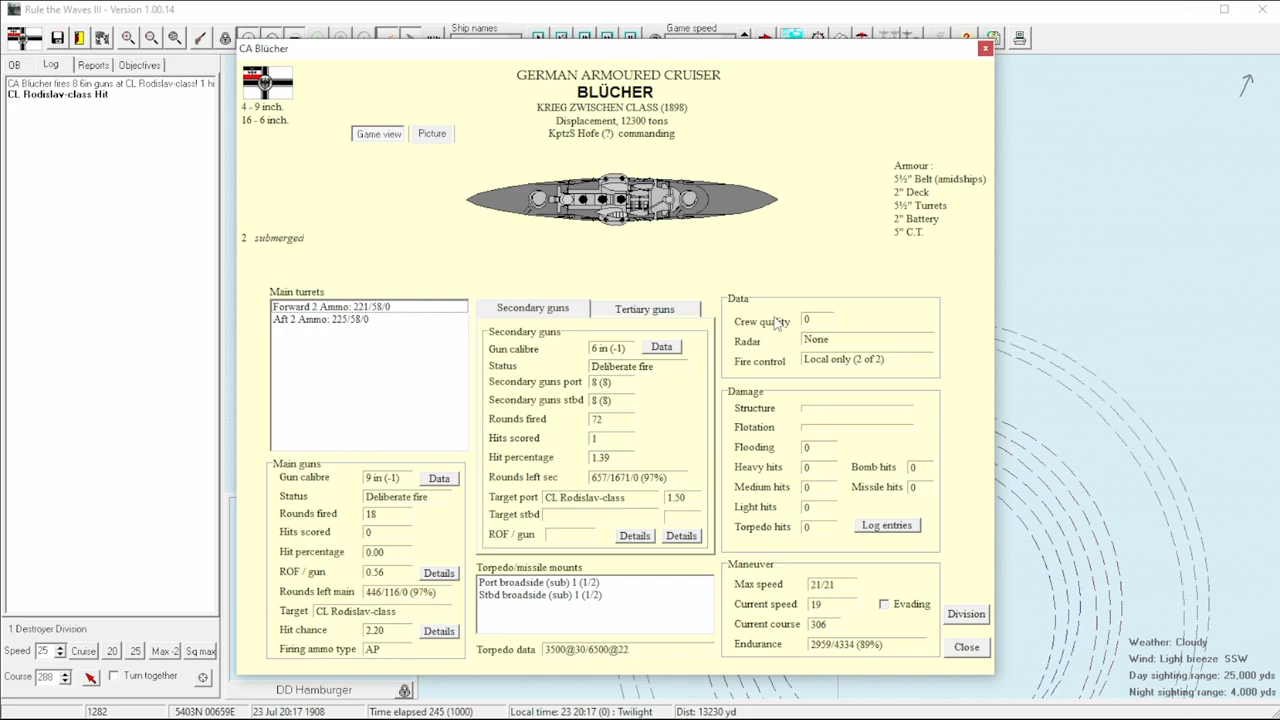 Rule the Waves III - Version 1.00.14
Ship names
Game speed
OB
Log
Reports
Objectives
CA Blücher fires 8 6in guns at CL Rodislav-class! 1 hi
CL Rodislav-class Hit
CA Blücher
4 - 9 inch.
16 - 6 inch.
GERMAN ARMOURED CRUISER
BLÜCHER
KRIEG ZWISCHEN CLASS (1898)
Displacement, 12300 tons
KptzS Hofe (?) commanding
Game view
Picture
Armour :
5½" Belt (amidships)
2" Deck
5½" Turrets
2" Battery
5" C.T.
2 submerged
Main turrets
Forward 2 Ammo: 221/58/0
Aft 2 Ammo: 225/58/0
Main guns
Gun calibre 9 in (-1) Data
Status Deliberate fire
Rounds fired 18
Hits scored 0
Hit percentage 0.00
ROF / gun 0.56 Details
Rounds left main 446/116/0 (97%)
Target CL Rodislav-class
Hit chance 2.20 Details
Firing ammo type AP
Secondary guns
Tertiary guns
Secondary guns
Gun calibre 6 in (-1) Data
Status Deliberate fire
Secondary guns port 8 (8)
Secondary guns stbd 8 (8)
Rounds fired 72
Hits scored 1
Hit percentage 1.39
Rounds left sec 657/1671/0 (97%)
Target port CL Rodislav-class 1.50
Target stbd
ROF / gun Details Details
Torpedo/missile mounts
Port broadside (sub) 1 (1/2)
Stbd broadside (sub) 1 (1/2)
Torpedo data 3500@30/6500@22
Data
Crew quality 0
Radar None
Fire control Local only (2 of 2)
Damage
Structure
Flotation
Flooding 0
Heavy hits 0 Bomb hits 0
Medium hits 0 Missile hits 0
Light hits 0
Torpedo hits 0 Log entries
Maneuver
Max speed 21/21
Current speed 19 Evading
Current course 306
Endurance 2959/4334 (89%)
Division
Close
1 Destroyer Division
Speed 25 Cruise 20 25 Max -2 Sq max
Course 288 Turn together
DD Hamburger
Weather: Cloudy
Wind: Light breeze SSW
Day sighting range: 25,000 yds
Night sighting range: 4,000 yds
1282 5403N 00659E 23 Jul 20:17 1908 Time elapsed 245 (1000) Local time: 23 20:17 (0) : Twilight Dist: 13230 yd